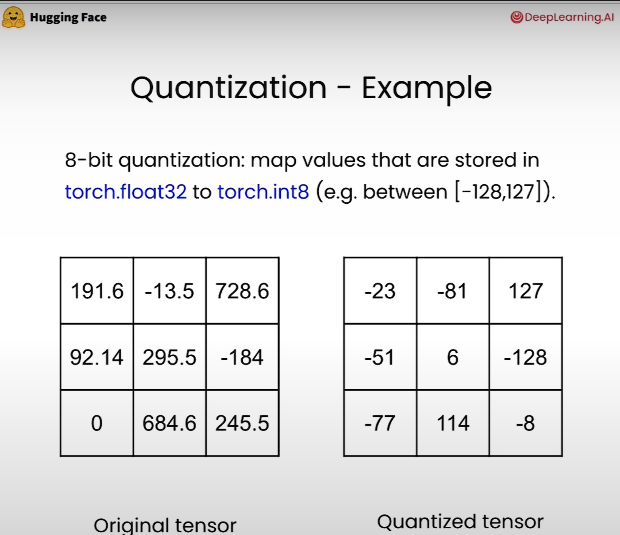 Hugging Face
DeepLearning.AI
Quantization - Example
8-bit quantization: map values that are stored in
torch.float32 to torch.int8 (e.g. between [-128,127]).
191.6 -13.5 728.6
92.14 295.5 -184
0 684.6 245.5
-23 -81 127
-51 6 -128
-77 114 -8
Original tensor
Quantized tensor